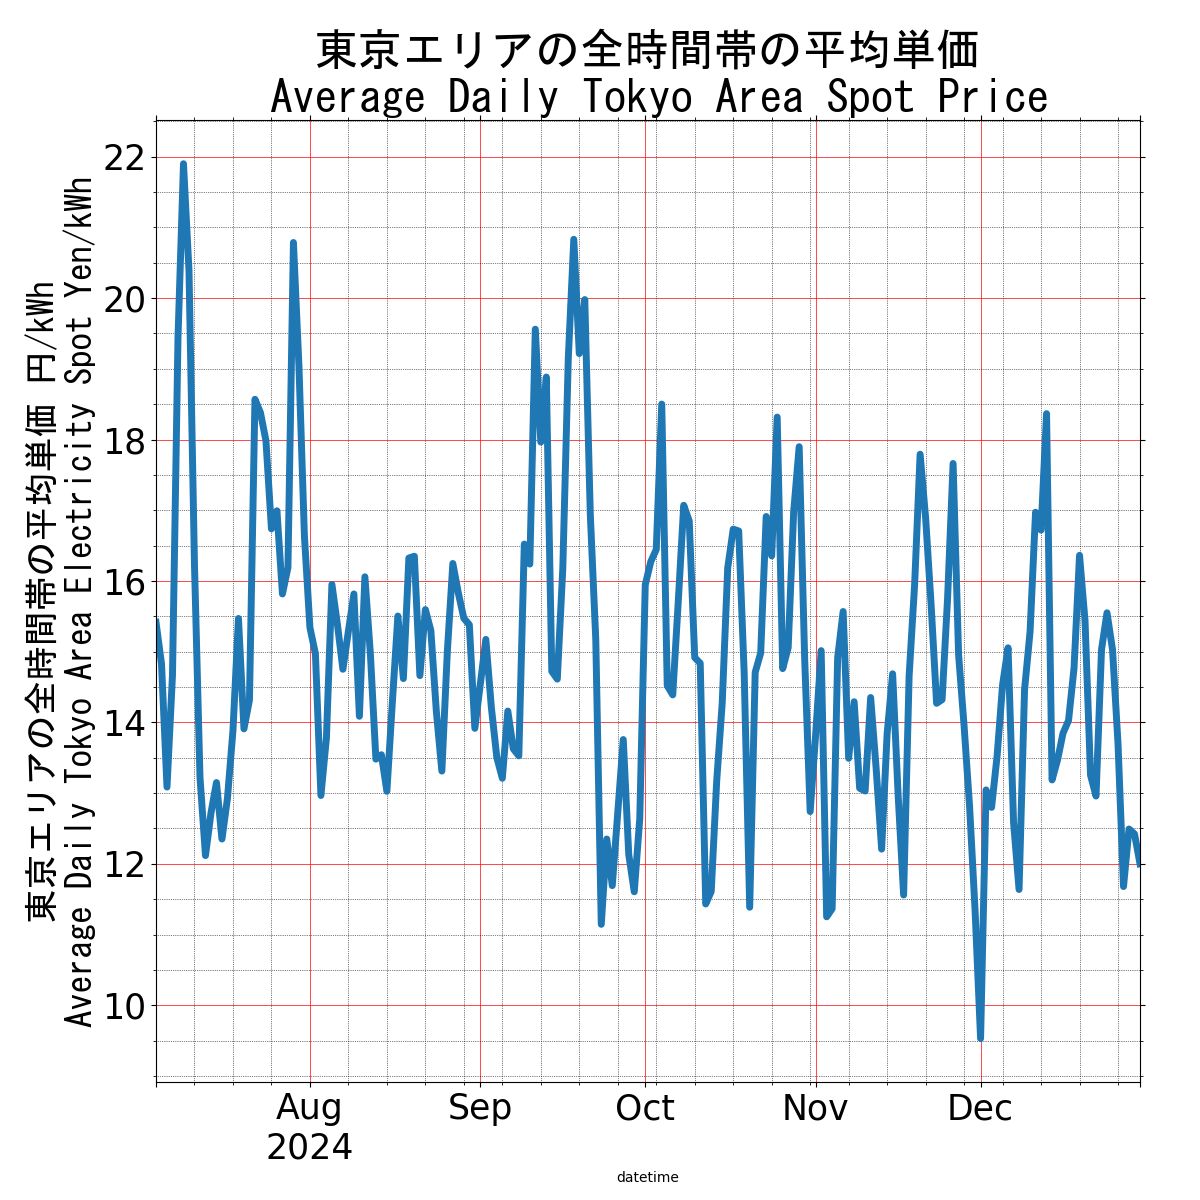 東京エリアの全時間帯の平均単価
Average Daily Tokyo Area Spot Price
東京エリアの全時間帯の平均単価 円/kWh
Average Daily Tokyo Area Electricity Spot Yen/kWh
22
20
18
16
14
12
10
Aug
2024
Sep
Oct
Nov
Dec
datetime